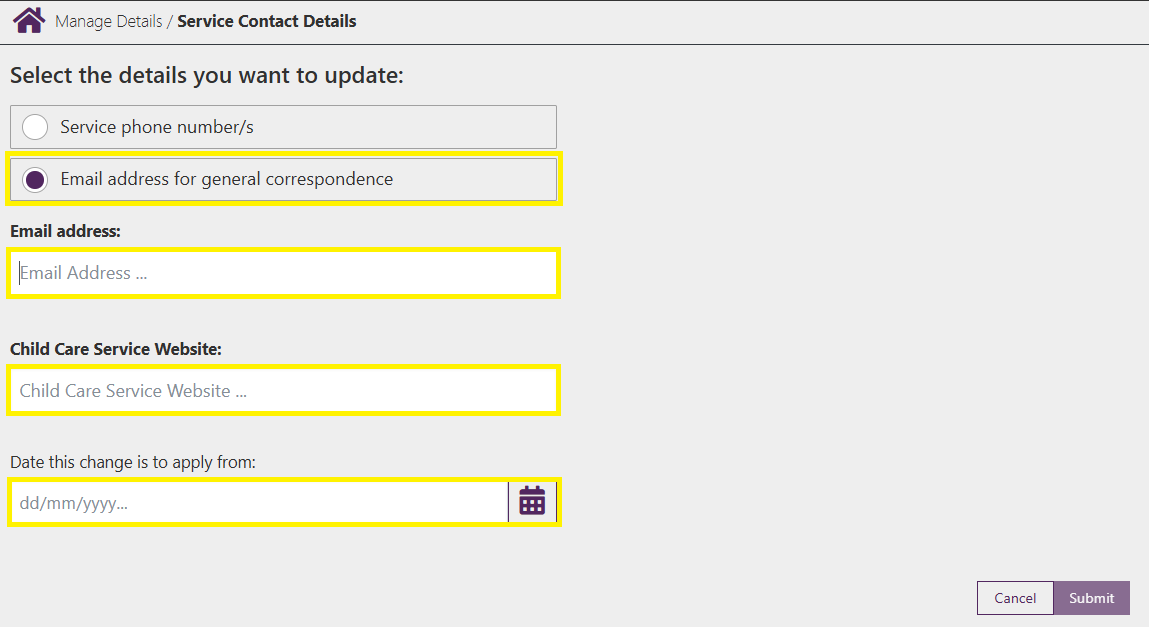 Manage Details / Service Contact Details
Select the details you want to update:
Service phone number/s
Email address for general correspondence
Email address:
Email Address ...
Child Care Service Website:
Child Care Service Website ...
Date this change is to apply from:
dd/mm/yyyy...
Cancel Submit